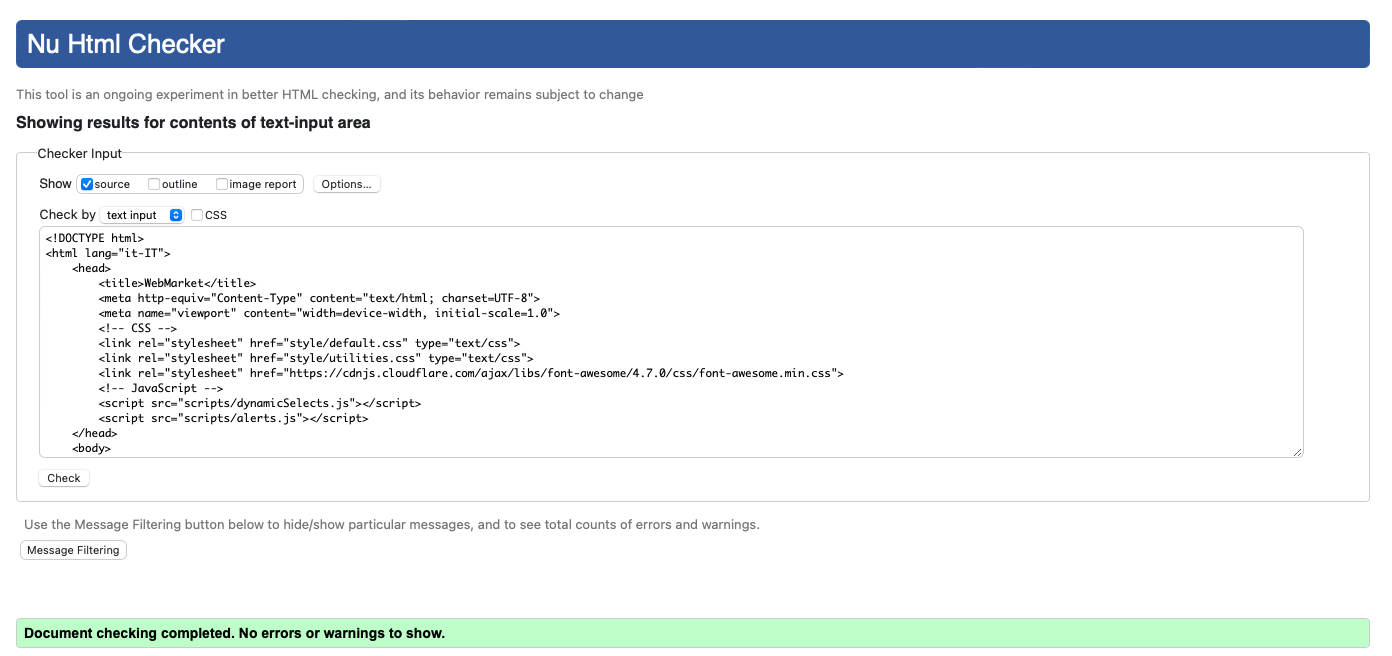 Nu Html Checker
This tool is an ongoing experiment in better HTML checking, and its behavior remains subject to change
Showing results for contents of text-input area
Checker Input
Show source outline image report Options...
Check by text input CSS
<!DOCTYPE html>
<html lang="it-IT">
    <head>
        <title>WebMarket</title>
        <meta http-equiv="Content-Type" content="text/html; charset=UTF-8">
        <meta name="viewport" content="width=device-width, initial-scale=1.0">
        <!-- CSS -->
        <link rel="stylesheet" href="style/default.css" type="text/css">
        <link rel="stylesheet" href="style/utilities.css" type="text/css">
        <link rel="stylesheet" href="https://cdnjs.cloudflare.com/ajax/libs/font-awesome/4.7.0/css/font-awesome.min.css">
        <!-- JavaScript -->
        <script src="scripts/dynamicSelects.js"></script>
        <script src="scripts/alerts.js"></script>
    </head>
    <body>
Check
Use the Message Filtering button below to hide/show particular messages, and to see total counts of errors and warnings.
Message Filtering
Document checking completed. No errors or warnings to show.